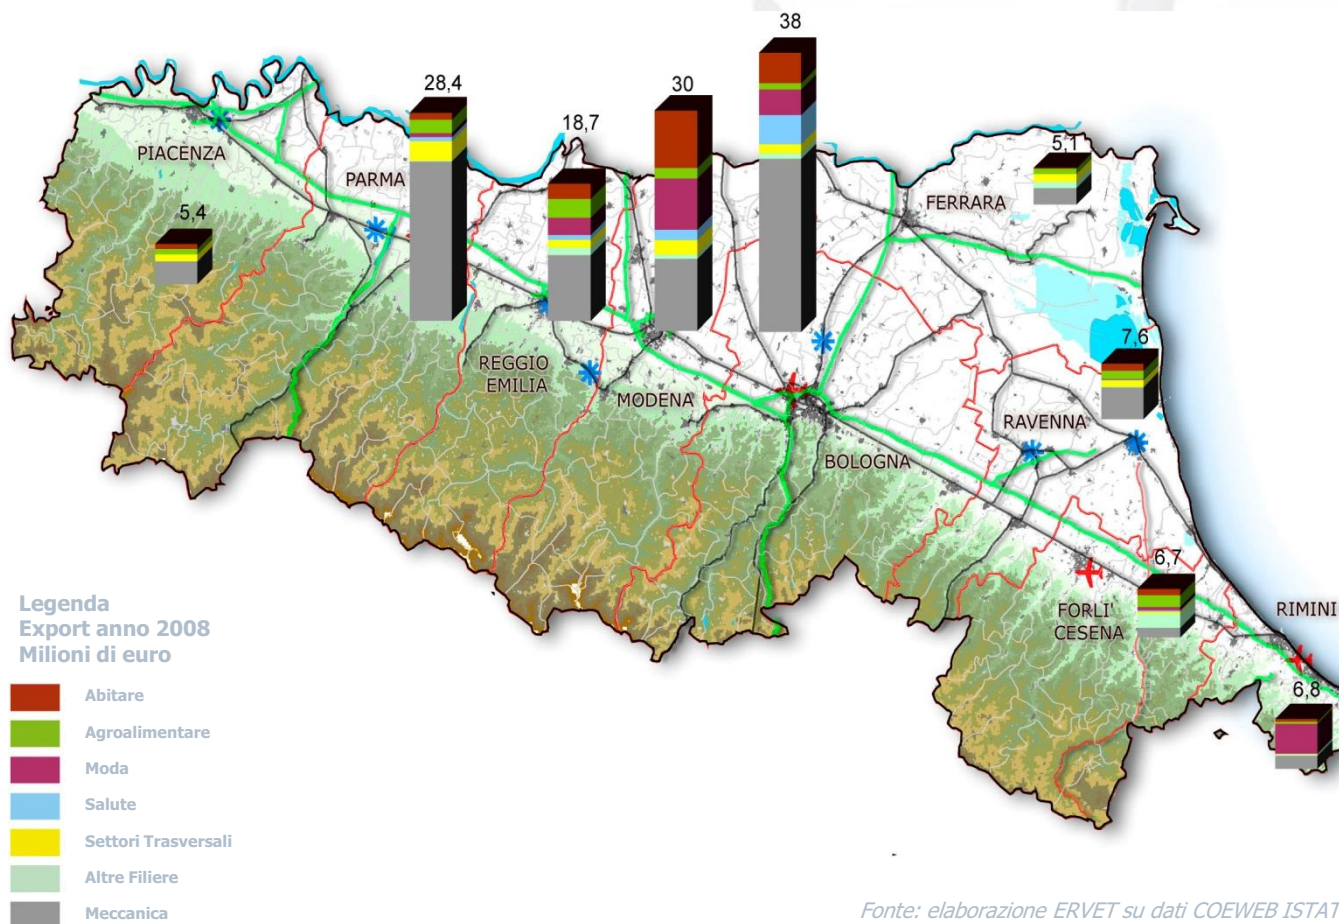 38
28,4
30
18,7
5,1
PIACENZA
PARMA
FERRARA
5,4
7,6
REGGIO
EMILIA
MODENA
RAVENNA
BOLOGNA
6,7
FORLI'
CESENA
RIMINI
6,8
Legenda
Export anno 2008
Milioni di euro
Abitare
Agroalimentare
Moda
Salute
Settori Trasversali
Altre Filiere
Meccanica
Fonte: elaborazione ERVET su dati COEWEB ISTAT